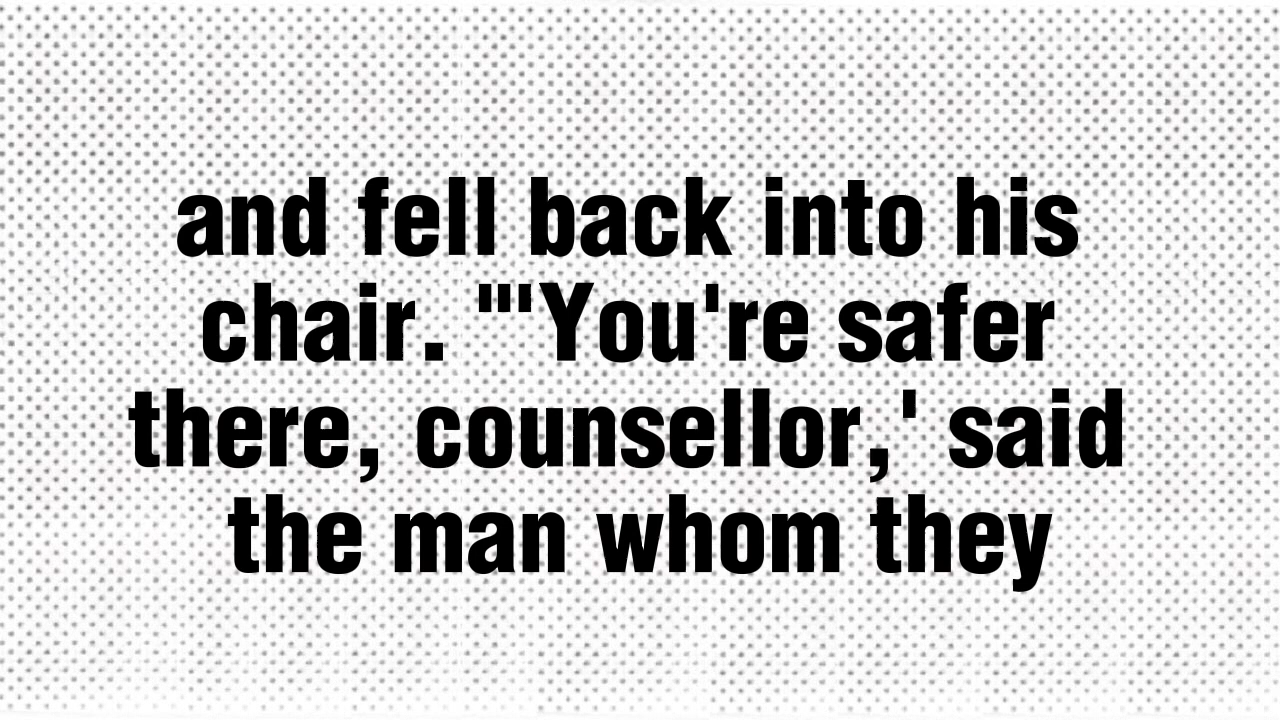 and fell back into his
chair. "'You're safer
there, counsellor,' said
the man whom they